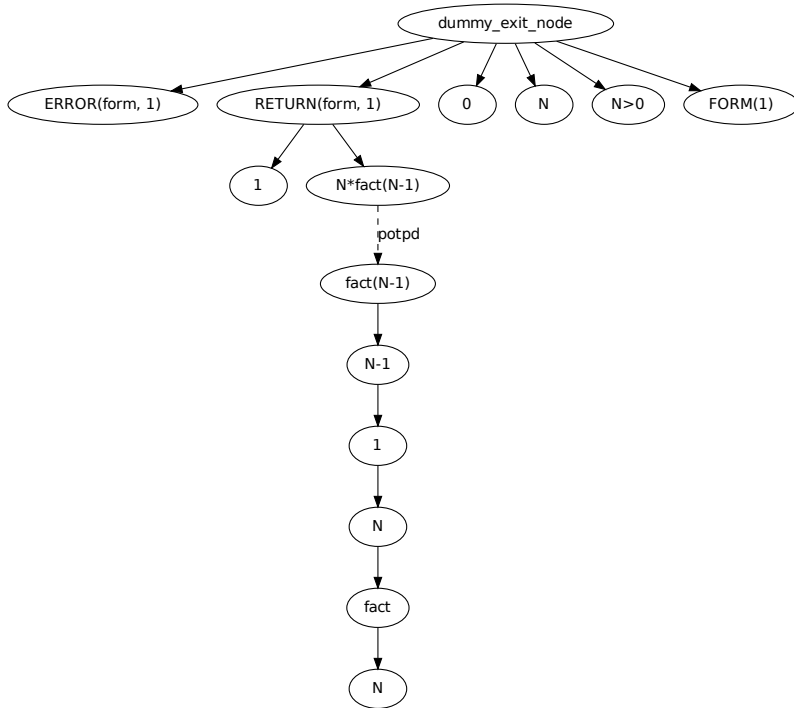 dummy_exit_node
ERROR(form, 1)
RETURN(form, 1)
0
N
N>0
FORM(1)
1
N*fact(N-1)
potpd
fact(N-1)
N-1
1
N
fact
N